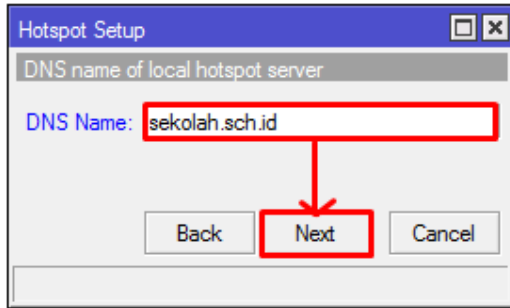 Hotspot Setup
DNS name of local hotspot server
DNS Name: sekolah.sch.id
Back Next Cancel